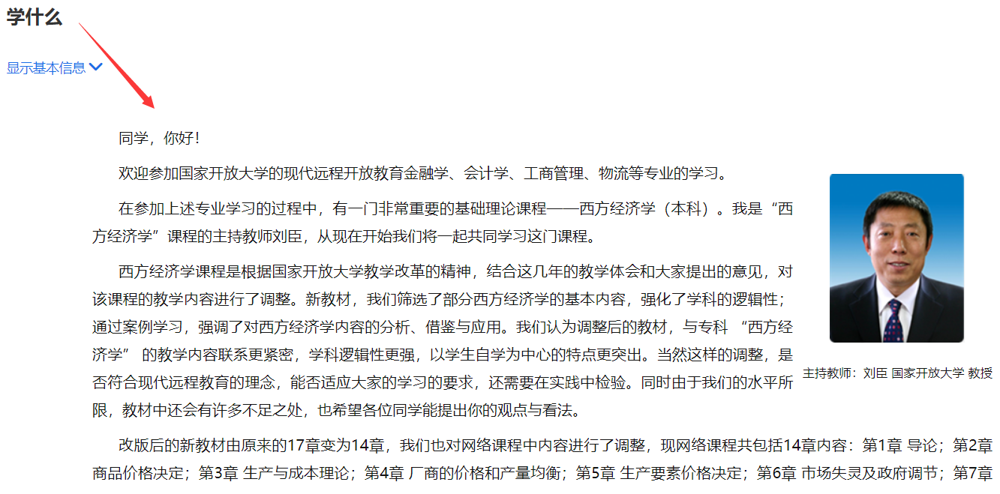 学什么
显示基本信息
同学，你好！
欢迎参加国家开放大学的现代远程开放教育金融学、会计学、工商管理、物流等专业的学习。
在参加上述专业学习的过程中，有一门非常重要的基础理论课程——西方经济学（本科）。我是“西
方经济学”课程的主持教师刘臣，从现在开始我们将一起共同学习这门课程。
西方经济学课程是根据国家开放大学教学改革的精神，结合这几年的教学体会和大家提出的意见，对
该课程的教学内容进行了调整。新教材，我们筛选了部分西方经济学的基本内容，强化了学科的逻辑性；
通过案例学习，强调了对西方经济学内容的分析、借鉴与应用。我们认为调整后的教材，与专科 “西方经
济学” 的教学内容联系更紧密，学科逻辑性更强，以学生自学为中心的特点更突出。当然这样的调整，是
否符合现代远程教育的理念，能否适应大家的学习的要求，还需要在实践中检验。同时由于我们的水平所
限，教材中还会有许多不足之处，也希望各位同学能提出你的观点与看法。
主持教师：刘臣 国家开放大学 教授
改版后的新教材由原来的17章变为14章，我们也对网络课程中内容进行了调整，现网络课程共包括14章内容：第1章 导论；第2章
商品价格决定；第3章 生产与成本理论；第4章 厂商的价格和产量均衡；第5章 生产要素价格决定；第6章 市场失灵及政府调节；第7章